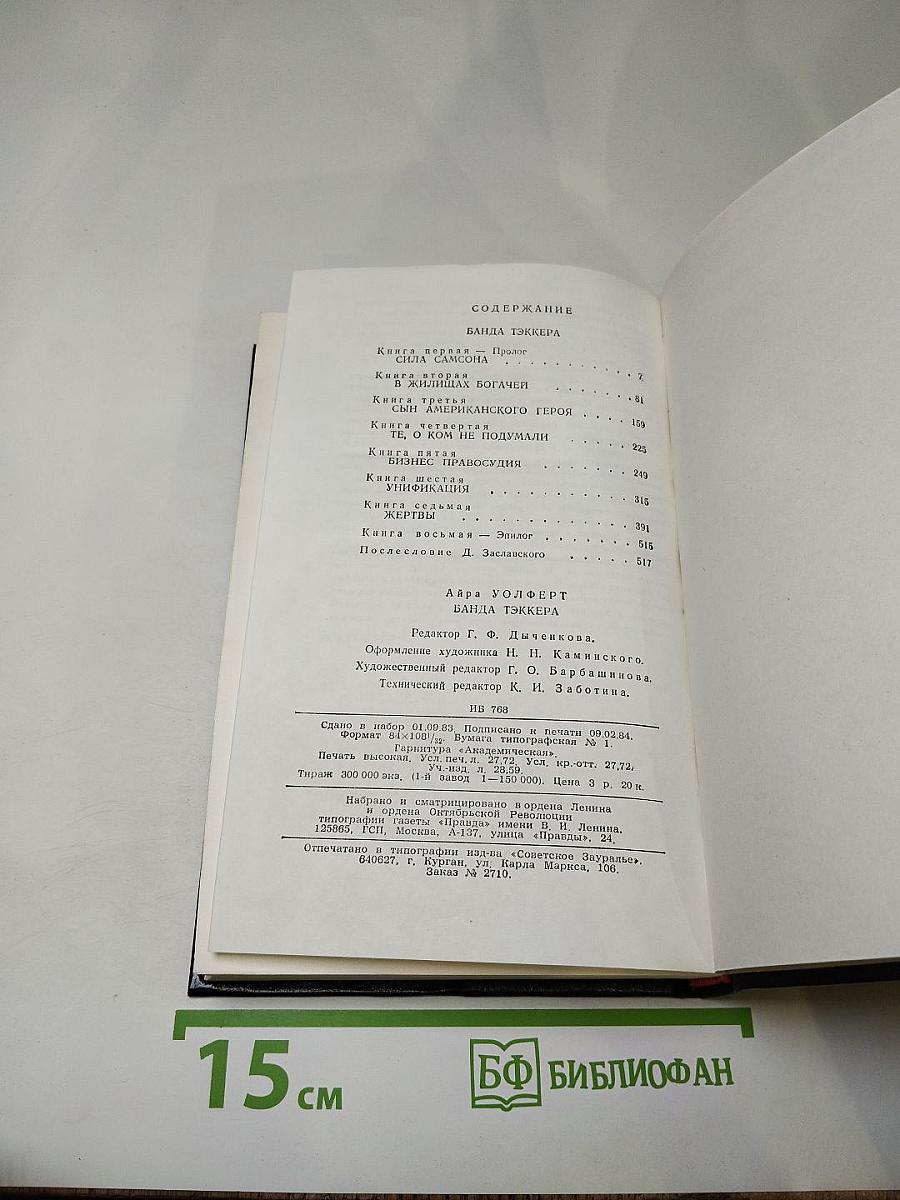 СОДЕРЖАНИЕ
БАНДА ТЭККЕРА
Книга первая — Пролог
СИЛА САМСОНА . . . . . . . . . . 7
Книга вторая
В ЖИЛИЩАХ БОГАЧЕЙ . . . . . . 81
Книга третья
СЫН АМЕРИКАНСКОГО ГЕРОЯ . . . . 159
Книга четвертая
ТЕ, О КОМ НЕ ПОДУМАЛИ . . . . . 225
Книга пятая
БИЗНЕС ПРАВОСУДИЯ . . . . . . . 249
Книга шестая
УНИФИКАЦИЯ . . . . . . . . . . 315
Книга седьмая
ЖЕРТВЫ . . . . . . . . . . . . 391
Книга восьмая — Эпилог . . . . . . . 515
Послесловие Д. Заславского . . . . . 517
Айра УОЛФЕРТ
БАНДА ТЭККЕРА
Редактор Г. Ф. Дыченкова.
Оформление художника Н. Н. Каминского.
Художественный редактор Г. О. Барбашинова.
Технический редактор К. И. Заботина.
ИБ 768
Сдано в набор 01.09.83. Подписано к печати 09.02.84.
Формат 84×108¹/₃₂. Бумага типографская № 1.
Гарнитура «Академическая».
Печать высокая. Усл. печ. л. 27,72. Усл. кр.-отт. 27,72.
Уч.-изд. л. 28,59.
Тираж 300 000 экз. (1-й завод 1—150 000). Цена 3 р. 20 к.
Набрано и сматрицировано в ордена Ленина
и ордена Октябрьской Революции
типографии газеты «Правда» имени В. И. Ленина.
125865, ГСП, Москва, А-137, улица «Правды», 24.
Отпечатано в типографии изд-ва «Советское Зауралье».
640627, г. Курган, ул. Карла Маркса, 106.
Заказ № 2710.
15 см
БФ БИБЛИОФАН